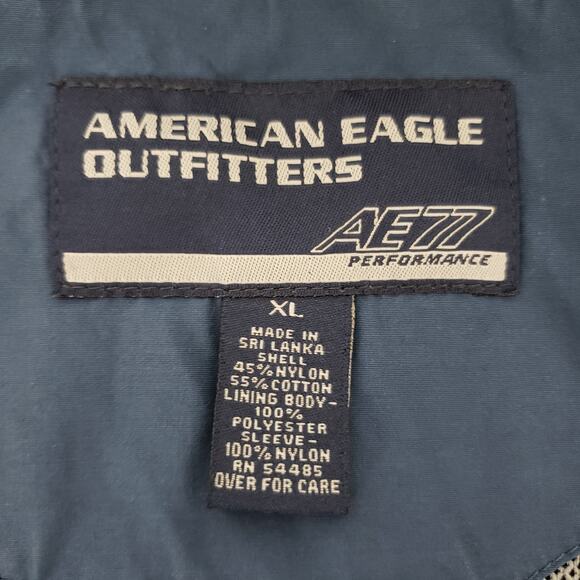 AMERICAN EAGLE
OUTFITTERS
AE77
PERFORMANCE
XL
MADE IN
SRI LANKA
SHELL
45% NYLON
55% COTTON
LINING BODY-
100%
POLYESTER
SLEEVE-
100% NYLON
RN 54485
OVER FOR CARE